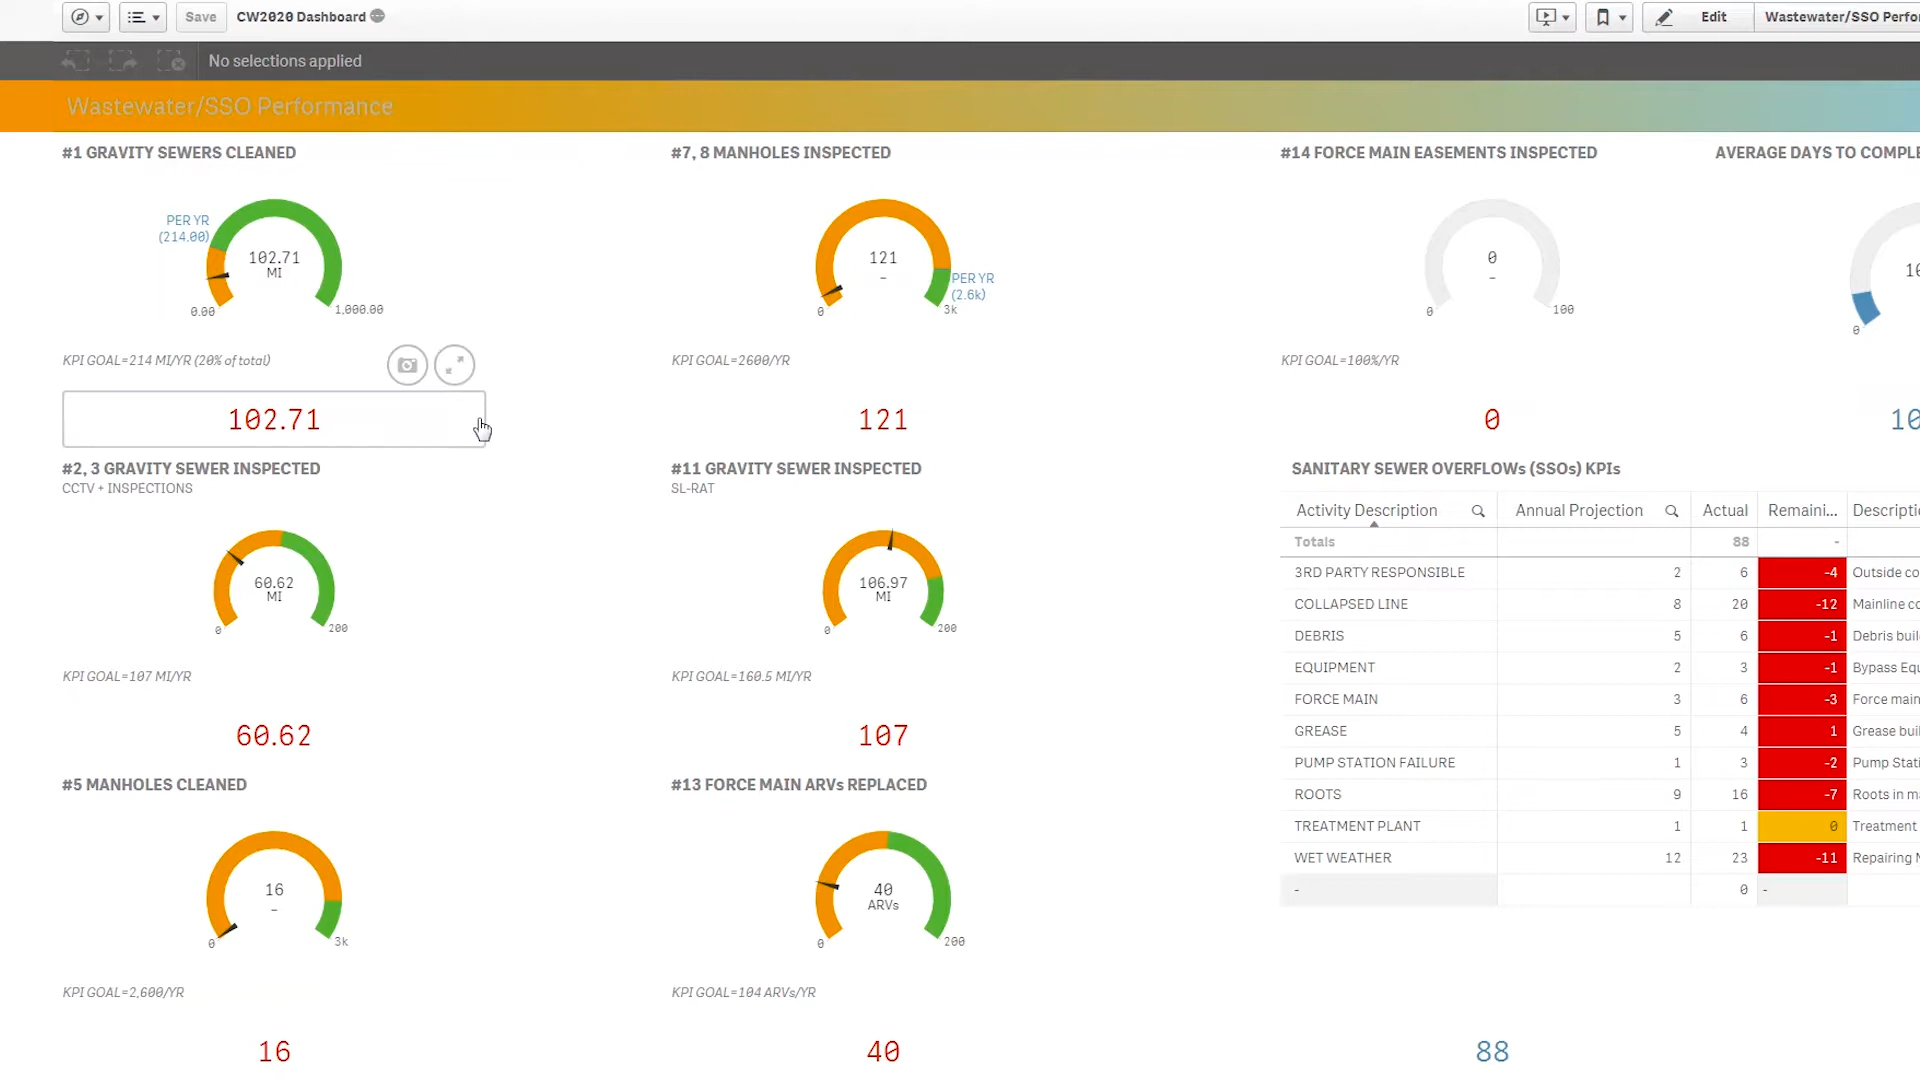 Save
CW2020 Dashboard
Edit
Wastewater/SSO Perfo
No selections applied
Wastewater/SSO Performance
#1 GRAVITY SEWERS CLEANED
PER YR
(214.00)
102.71
MI
0.00
1,000.00
KPI GOAL=214 MI/YR (20% of total)
102.71
#7, 8 MANHOLES INSPECTED
121
-
PER YR
(2.6k)
0
3k
KPI GOAL=2600/YR
121
#14 FORCE MAIN EASEMENTS INSPECTED
0
-
0
100
KPI GOAL=100%/YR
0
AVERAGE DAYS TO COMPLE
10
0
10
#2, 3 GRAVITY SEWER INSPECTED
CCTV + INSPECTIONS
60.62
MI
0
200
KPI GOAL=107 MI/YR
60.62
#11 GRAVITY SEWER INSPECTED
SL-RAT
106.97
MI
0
200
KPI GOAL=160.5 MI/YR
107
#5 MANHOLES CLEANED
16
-
0
3k
KPI GOAL=2,600/YR
16
#13 FORCE MAIN ARVs REPLACED
40
ARVs
0
200
KPI GOAL=104 ARVs/YR
40
SANITARY SEWER OVERFLOWs (SSOs) KPIs
Activity Description Annual Projection Actual Remaini... Descripti
Totals 88 -
3RD PARTY RESPONSIBLE 2 6 -4 Outside co
COLLAPSED LINE 8 20 -12 Mainline co
DEBRIS 5 6 -1 Debris buil
EQUIPMENT 2 3 -1 Bypass Equ
FORCE MAIN 3 6 -3 Force main
GREASE 5 4 1 Grease buil
PUMP STATION FAILURE 1 3 -2 Pump Stati
ROOTS 9 16 -7 Roots in ma
TREATMENT PLANT 1 1 0 Treatment
WET WEATHER 12 23 -11 Repairing
- 0 -
88